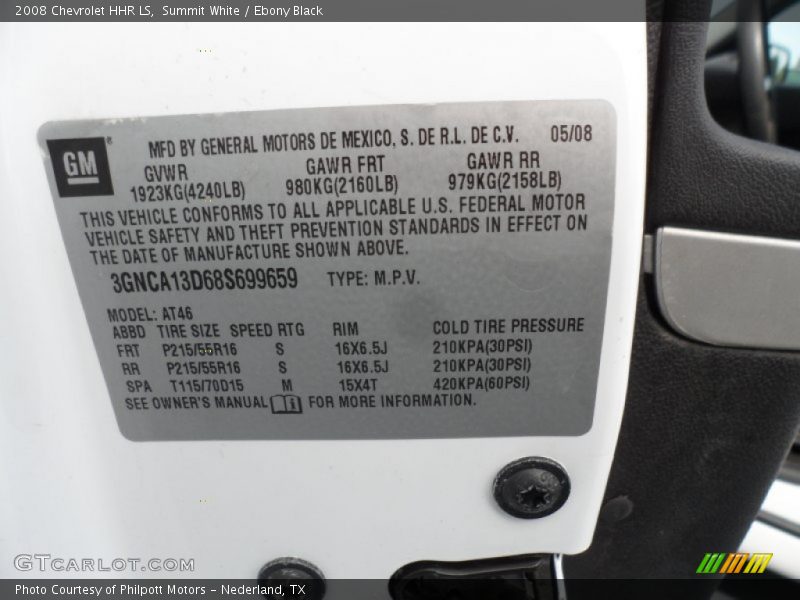 2008 Chevrolet HHR LS, Summit White / Ebony Black
GM
MFD BY GENERAL MOTORS DE MEXICO, S. DE R.L. DE C.V. 05/08
GVWR GAWR FRT GAWR RR
1923KG(4240LB) 980KG(2160LB) 979KG(2158LB)
THIS VEHICLE CONFORMS TO ALL APPLICABLE U.S. FEDERAL MOTOR
VEHICLE SAFETY AND THEFT PREVENTION STANDARDS IN EFFECT ON
THE DATE OF MANUFACTURE SHOWN ABOVE.
3GNCA13D68S699659 TYPE: M.P.V.
MODEL: AT46
ABBD TIRE SIZE SPEED RTG RIM COLD TIRE PRESSURE
FRT P215/55R16 S 16X6.5J 210KPA(30PSI)
RR P215/55R16 S 16X6.5J 210KPA(30PSI)
SPA T115/70D15 M 15X4T 420KPA(60PSI)
SEE OWNER'S MANUAL i FOR MORE INFORMATION.
GTCARLOT.COM
Photo Courtesy of Philpott Motors - Nederland, TX